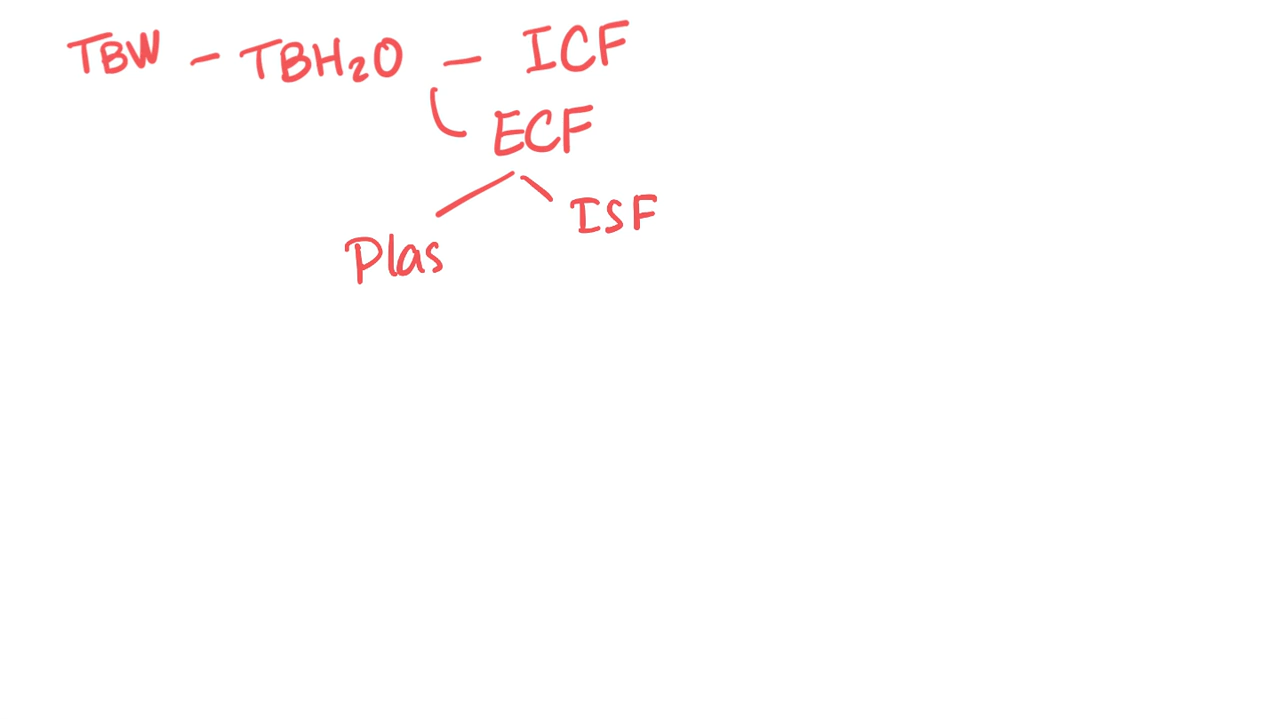 TBW - TBH₂O - ICF
ECF
ISF
Plas